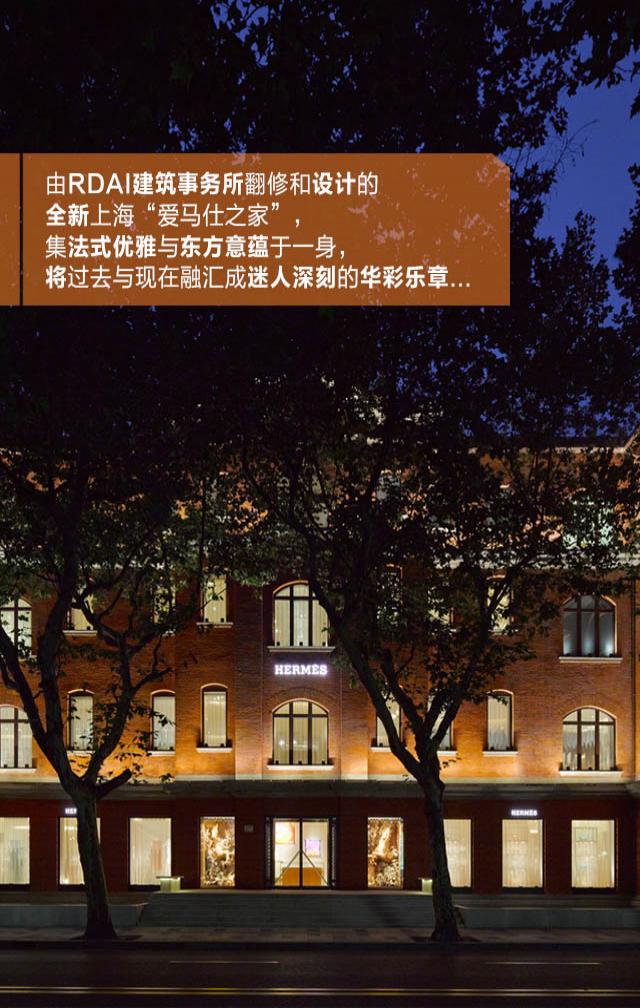 由RDAI建筑事务所翻修和设计的
全新上海“爱马仕之家”，
集法式优雅与东方意蕴于一身，
将过去与现在融汇成迷人深刻的华彩乐章...
HERMÈS
HERMÈS